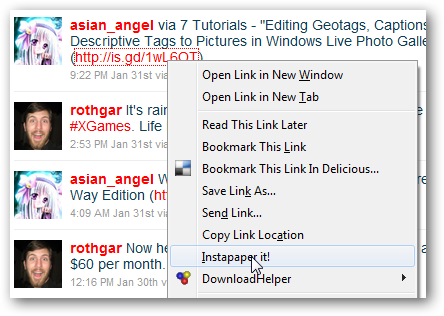 asian_angel via 7 Tutorials - "Editing Geotags, Captions
Descriptive Tags to Pictures in Windows Live Photo Galle
(http://is.gd/1wL6OT)
9:22 PM Jan 31st via
rothgar It's rain
#XGames. Life
2:53 PM Jan 31st via
asian_angel W
Way Edition (htt
4:09 AM Jan 31st via
rothgar Now he
$60 per month.
12:16 PM Jan 30th via
Open Link in New Window
Open Link in New Tab
Read This Link Later
Bookmark This Link
Bookmark This Link In Delicious...
Save Link As...
Send Link...
Copy Link Location
Instapaper it!
DownloadHelper